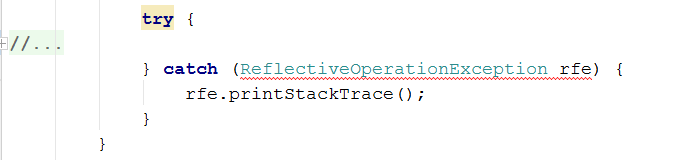 try {
//...
} catch (ReflectiveOperationException rfe) {
rfe.printStackTrace();
}
}